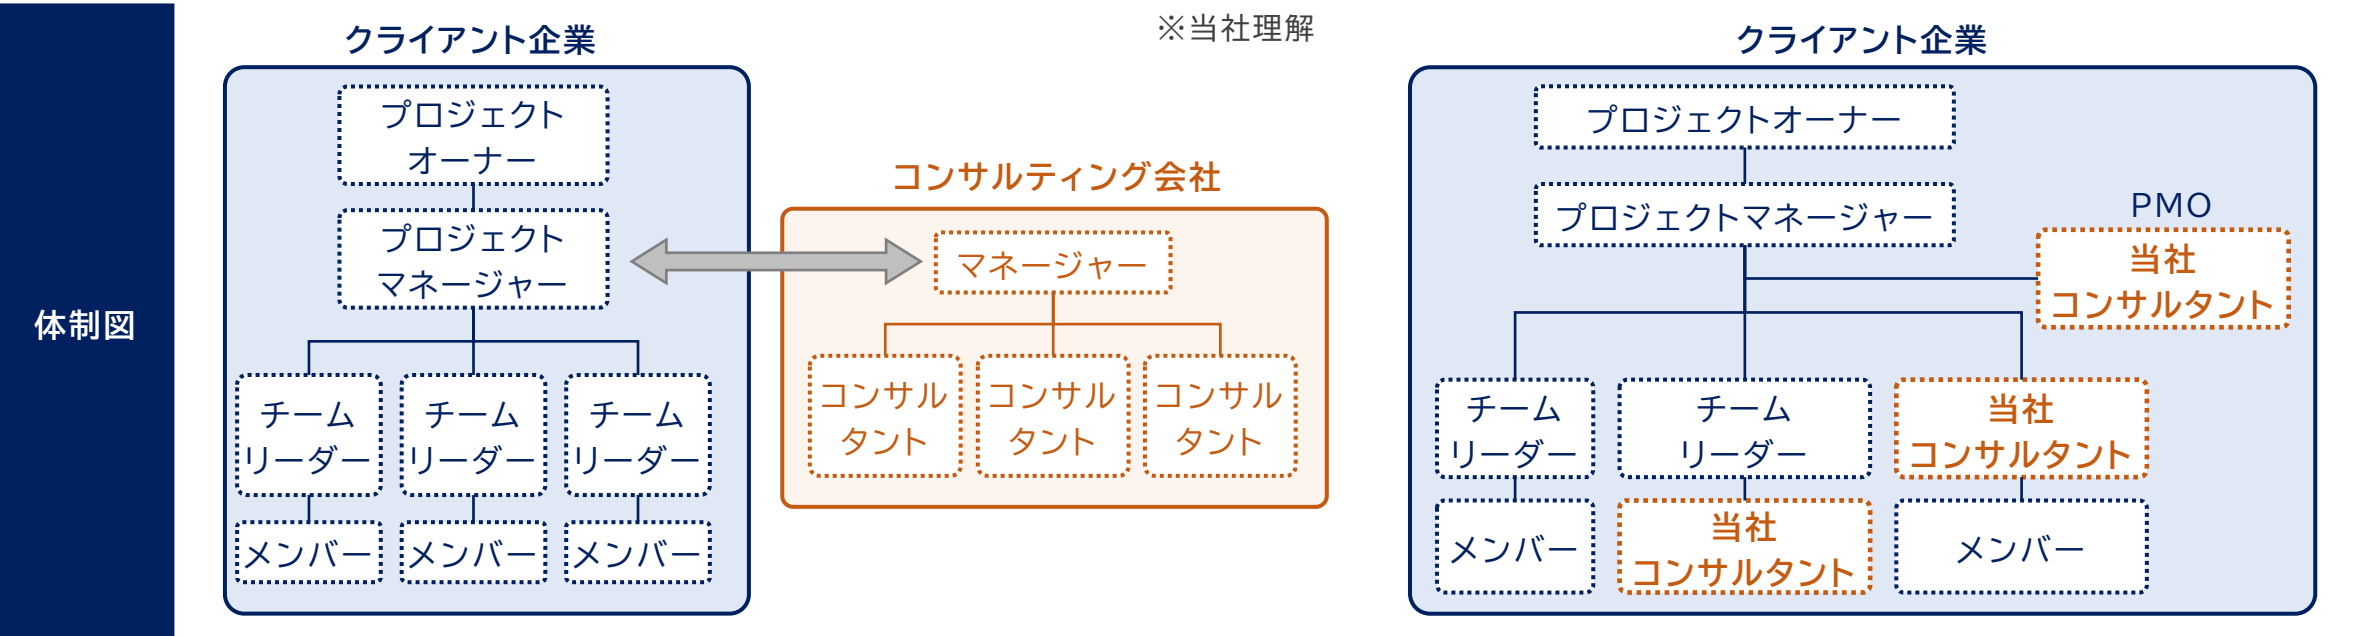 体制図
クライアント企業
プロジェクト
オーナー
プロジェクト
マネージャー
チーム
リーダー
チーム
リーダー
チーム
リーダー
メンバー
メンバー
メンバー
※当社理解
コンサルティング会社
マネージャー
コンサル
タント
コンサル
タント
コンサル
タント
クライアント企業
プロジェクトオーナー
プロジェクトマネージャー
PMO
当社
コンサルタント
チーム
リーダー
チーム
リーダー
当社
コンサルタント
メンバー
当社
コンサルタント
メンバー